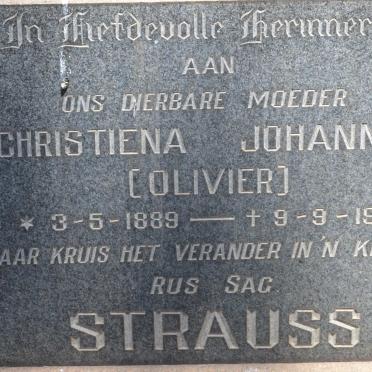 In Liefdevolle Herinner
AAN
ONS DIERBARE MOEDER
CHRISTIENA JOHANN
(OLIVIER)
* 3-5-1889 — † 9-9-19
AAR KRUIS HET VERANDER IN 'N K
RUS SAG
STRAUSS